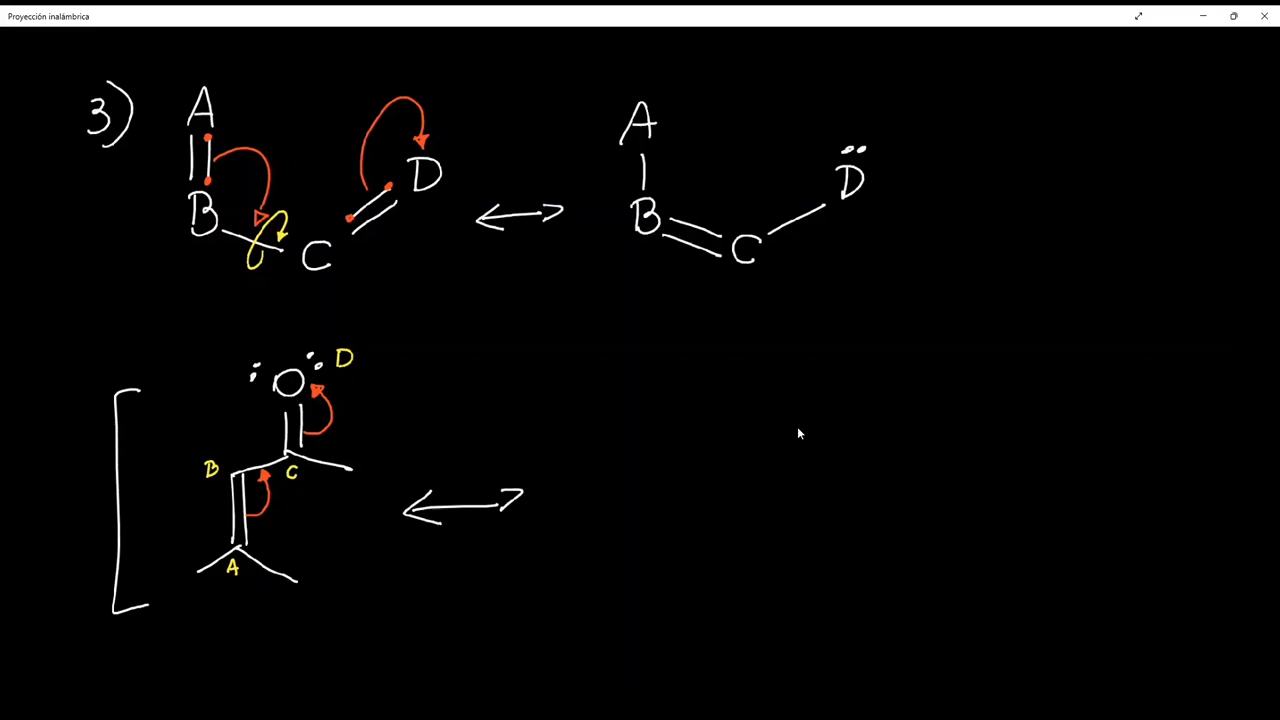 Proyección inalámbrica
3) A A
D D
B B
C C
O D
B C
A